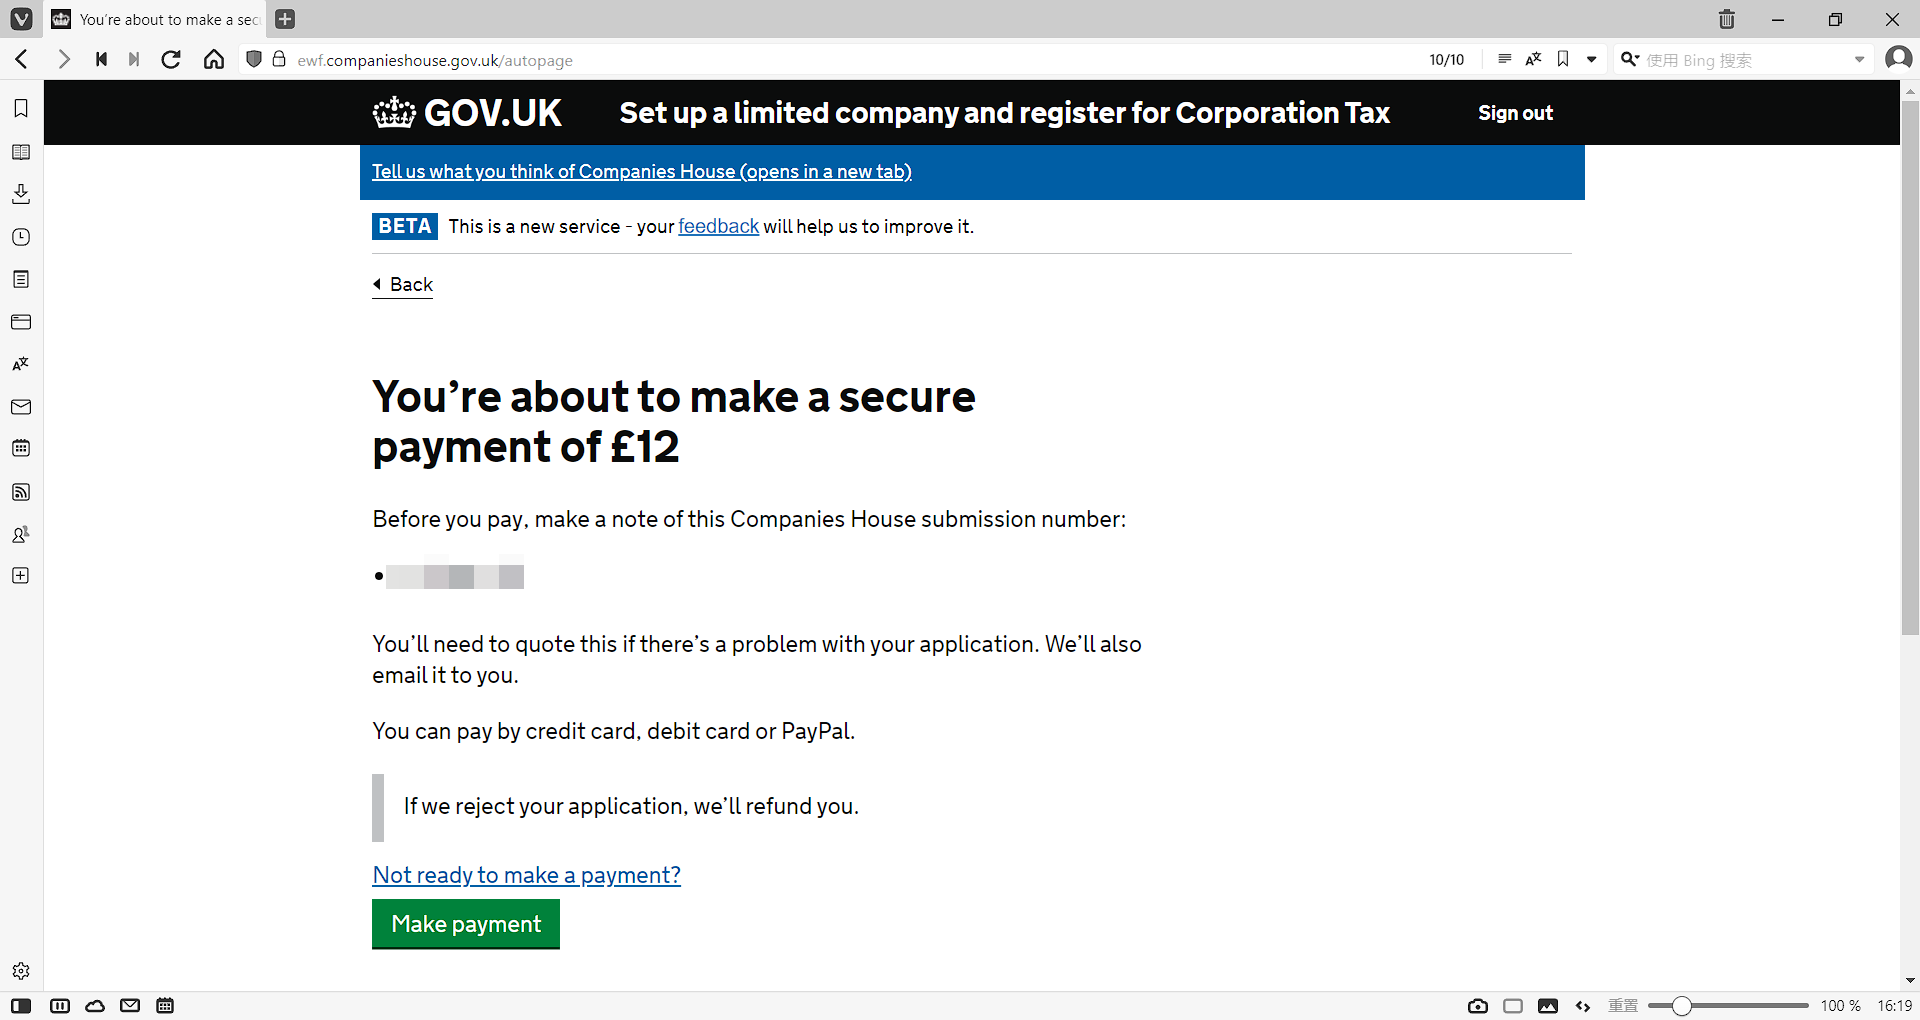 You're about to make a sec
ewf.companieshouse.gov.uk/autopage
10/10
使用 Bing 搜索
GOV.UK
Set up a limited company and register for Corporation Tax
Sign out
Tell us what you think of Companies House (opens in a new tab)
BETA This is a new service - your feedback will help us to improve it.
Back
You’re about to make a secure
payment of £12
Before you pay, make a note of this Companies House submission number:
You’ll need to quote this if there’s a problem with your application. We’ll also
email it to you.
You can pay by credit card, debit card or PayPal.
If we reject your application, we’ll refund you.
Not ready to make a payment?
Make payment
重置
100 %
16:19